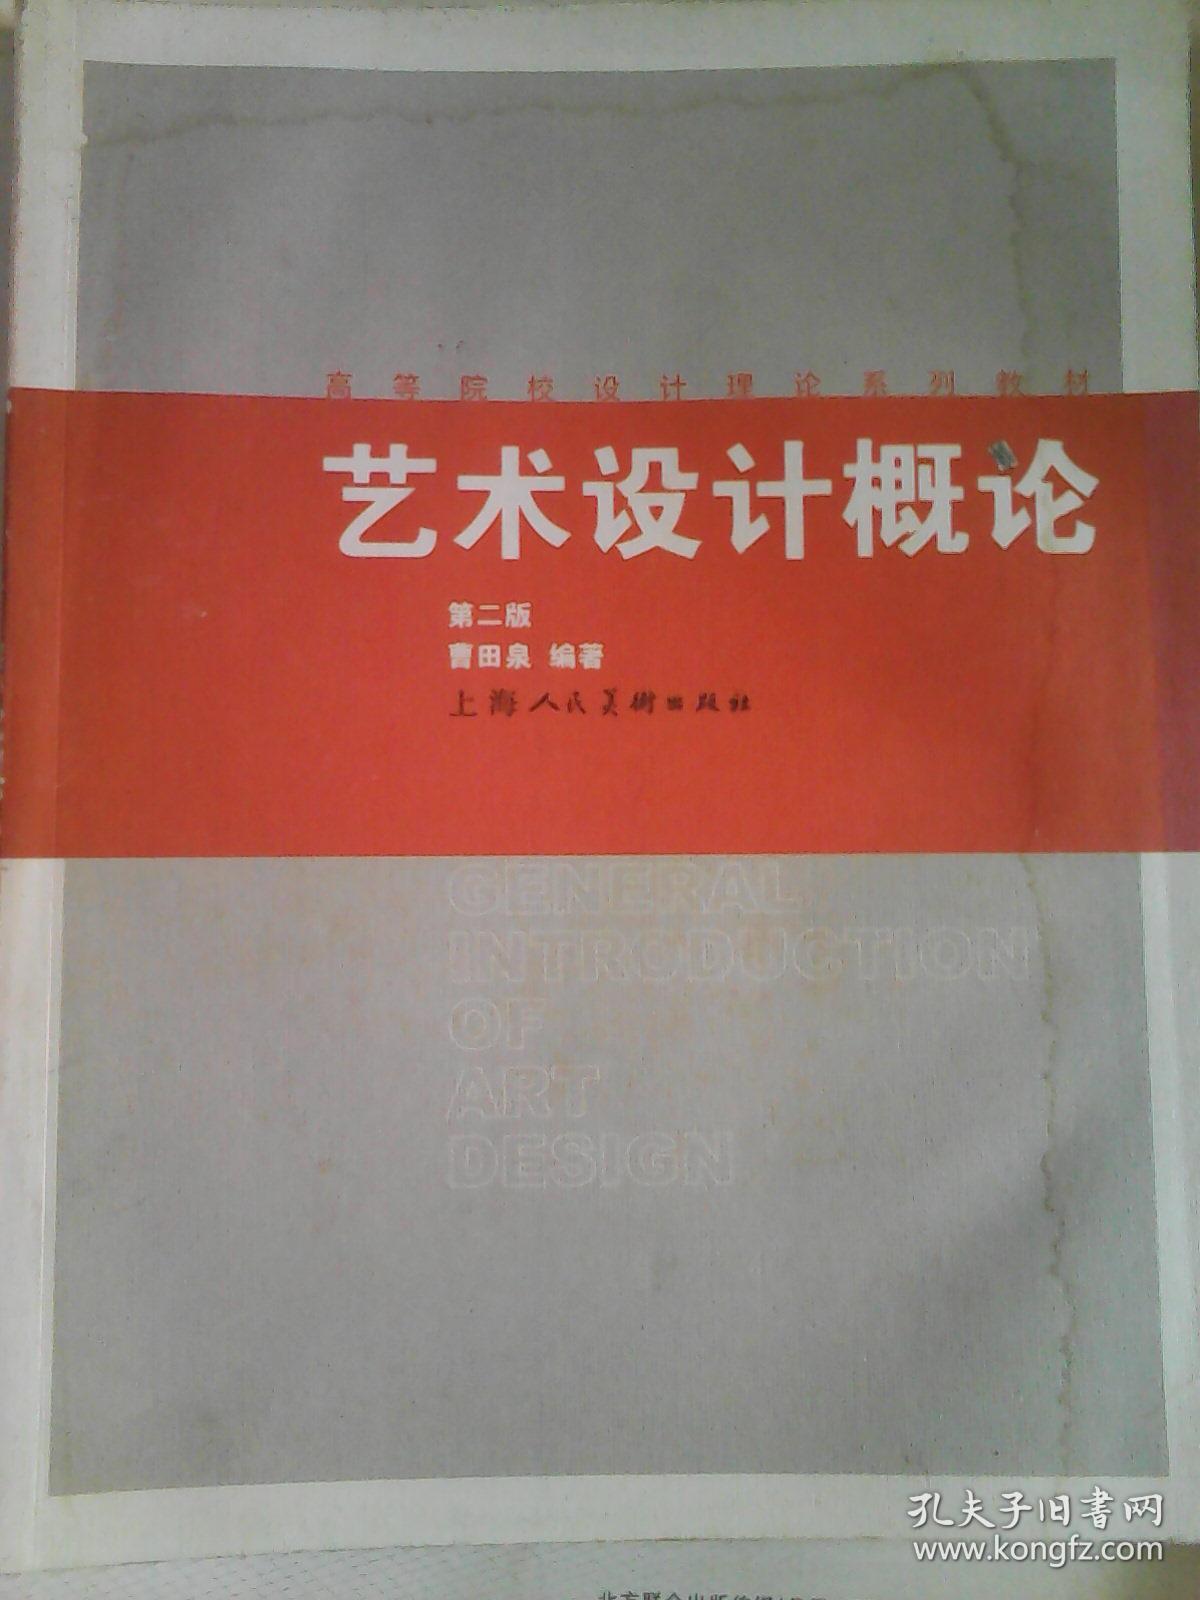 高等院校设计理论系列教材
艺术设计概论
第二版
曹田泉 编著
上海人民美術出版社
GENERAL
INTRODUCTION
OF
ART
DESIGN
孔夫子旧书网
www.kongfz.com